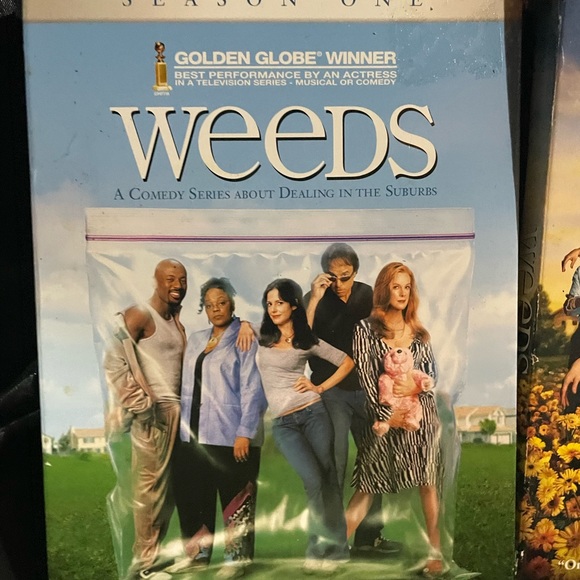 SEASON ONE
GOLDEN GLOBE® WINNER
BEST PERFORMANCE BY AN ACTRESS
IN A TELEVISION SERIES - MUSICAL OR COMEDY
weeDS
A COMEDY SERIES ABOUT DEALING IN THE SUBURBS
weeDS